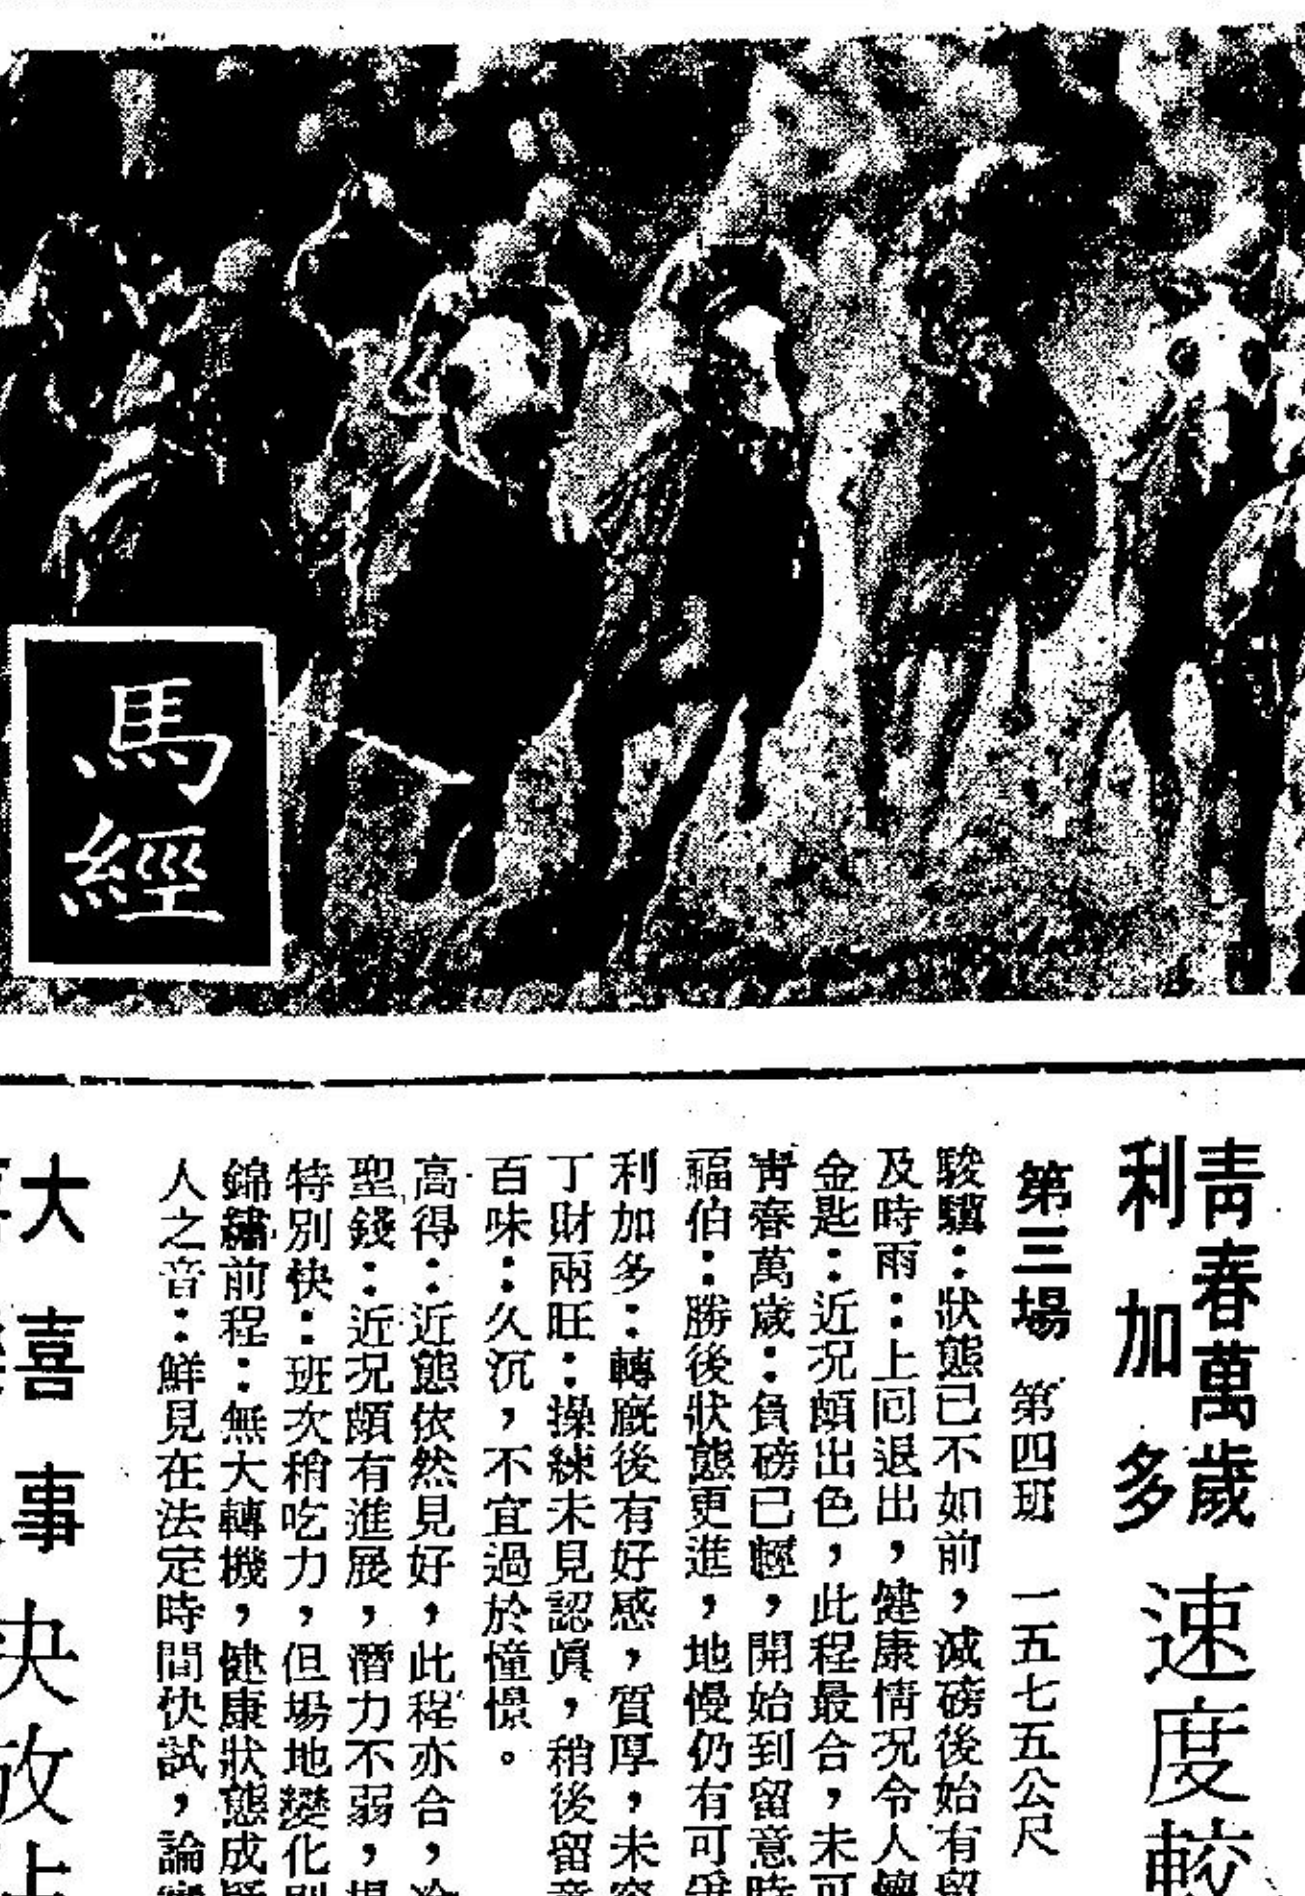 馬經
青春萬歲
利加多
速度較
第三場 第四班 一五七五公尺
駿驥：狀態已不如前，減磅後始有留
及時雨：上回退出，健康情況令人
金匙：近況頗出色，此程最合，未可
青春萬歲：負磅已輕，開始到留意時
福伯：勝後狀態更進，地慢仍有可爭
利加多：轉廐後有好感，質厚，未
丁財兩旺：操練未見認眞，稍後留意
百味：久沉，不宜過於憧憬。
高得：近態依然見好，此程亦合，
聖錢：近況頗有進展，潛力不弱，
特別快：班次稍吃力，但場地變化別
錦繡前程：無大轉機，健康狀態成疑
人之音：鮮見在法定時間快試，論
大喜事
放